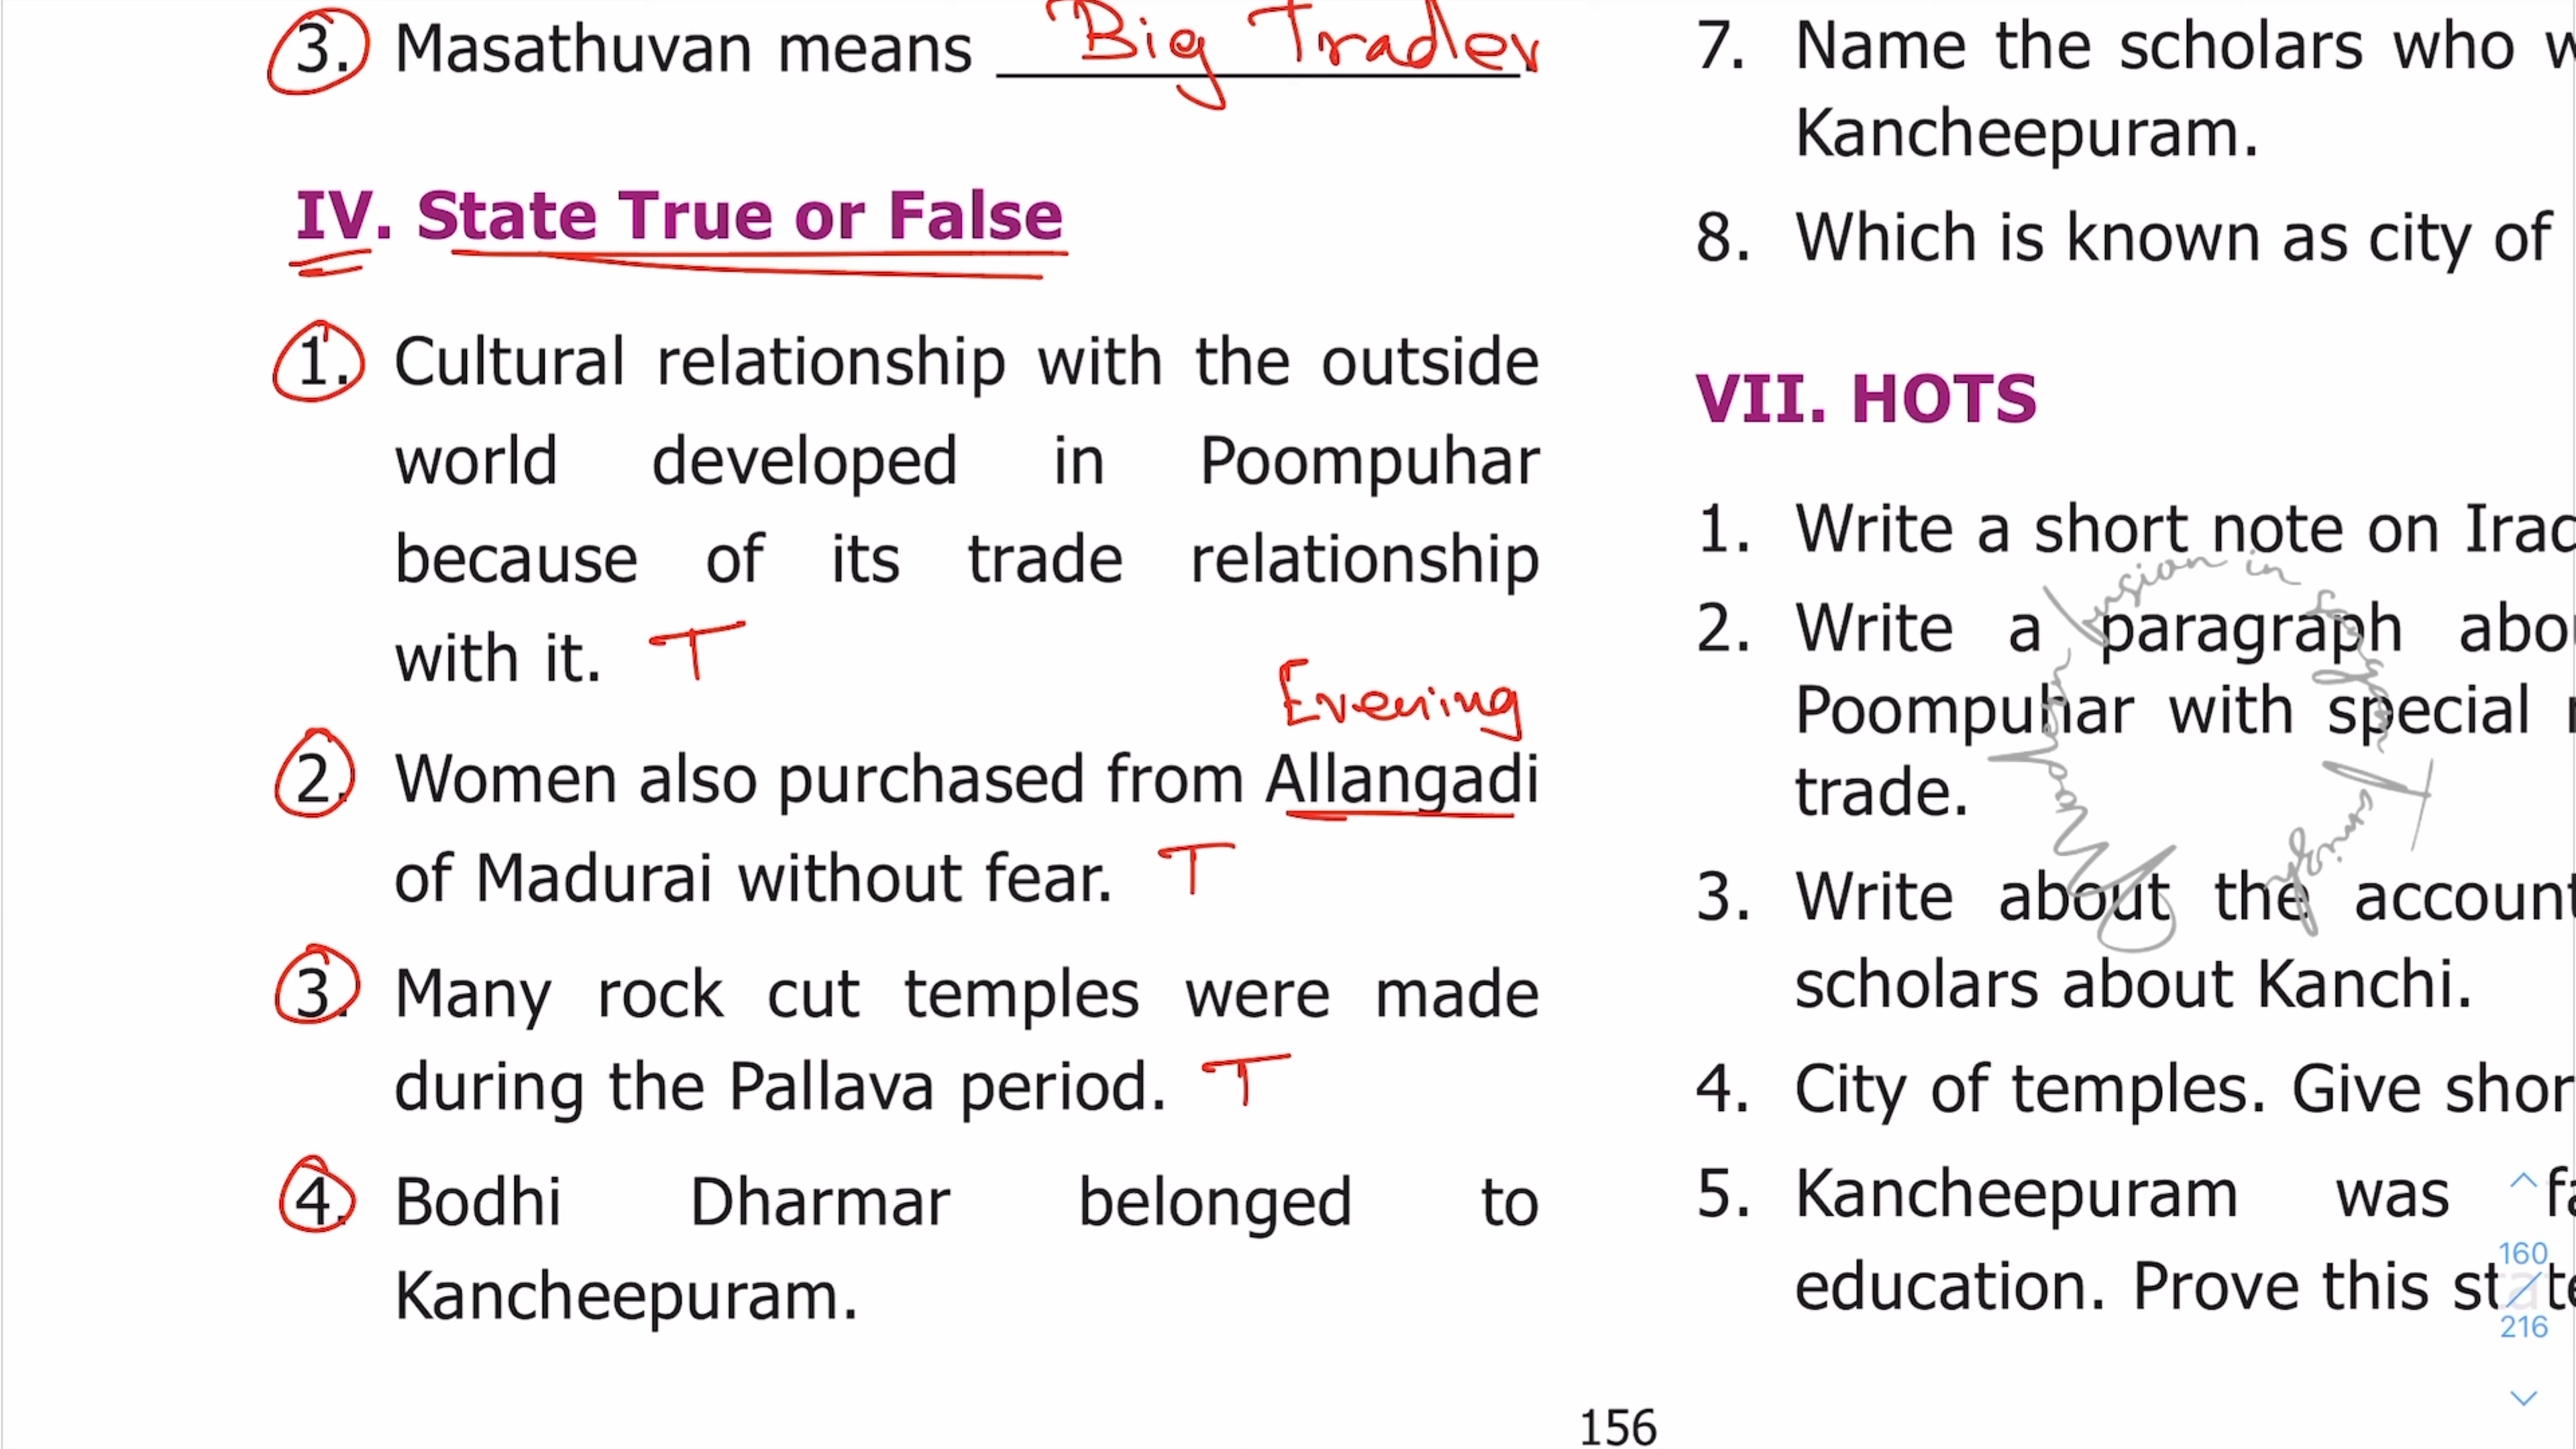 3. Masathuvan means Big Trader.
IV. State True or False
1. Cultural relationship with the outside
world developed in Poompuhar
because of its trade relationship
with it. T
Evening
2. Women also purchased from Allangadi
of Madurai without fear. T
3. Many rock cut temples were made
during the Pallava period. T
4. Bodhi Dharmar belonged to
Kancheepuram.
7. Name the scholars who w
Kancheepuram.
8. Which is known as city of
VII. HOTS
1. Write a short note on Irad
2. Write a paragraph abo
Poompuhar with special
trade.
3. Write about the account
scholars about Kanchi.
4. City of temples. Give shor
5. Kancheepuram was fa
education. Prove this state
160
216
156